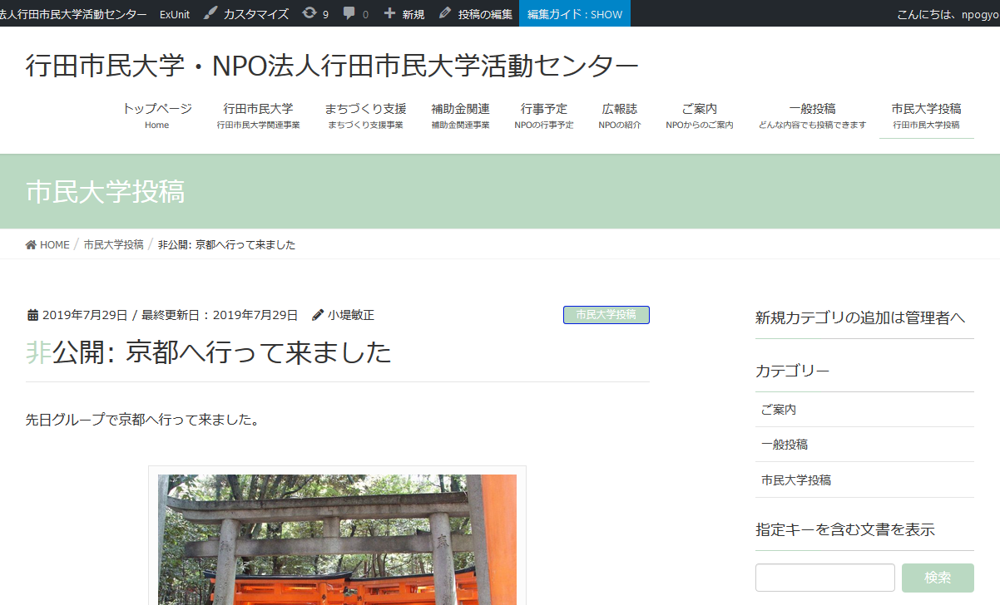 法人行田市民大学活動センター ExUnit カスタマイズ 9 0 新規 投稿の編集 編集ガイド : SHOW こんにちは、npogyo
行田市民大学・NPO法人行田市民大学活動センター
トップページ 行田市民大学 まちづくり支援 補助金関連 行事予定 広報誌 ご案内 一般投稿 市民大学投稿
Home 行田市民大学関連事業 まちづくり支援事業 補助金関連事業 NPOの行事予定 NPOの紹介 NPOからのご案内 どんな内容でも投稿できます 行田市民大学投稿
市民大学投稿
HOME / 市民大学投稿 / 非公開: 京都へ行って来ました
2019年7月29日 / 最終更新日 : 2019年7月29日 小堤敏正 市民大学投稿
非公開: 京都へ行って来ました
先日グループで京都へ行って来ました。
新規カテゴリの追加は管理者へ
カテゴリー
ご案内
一般投稿
市民大学投稿
指定キーを含む文書を表示
検索